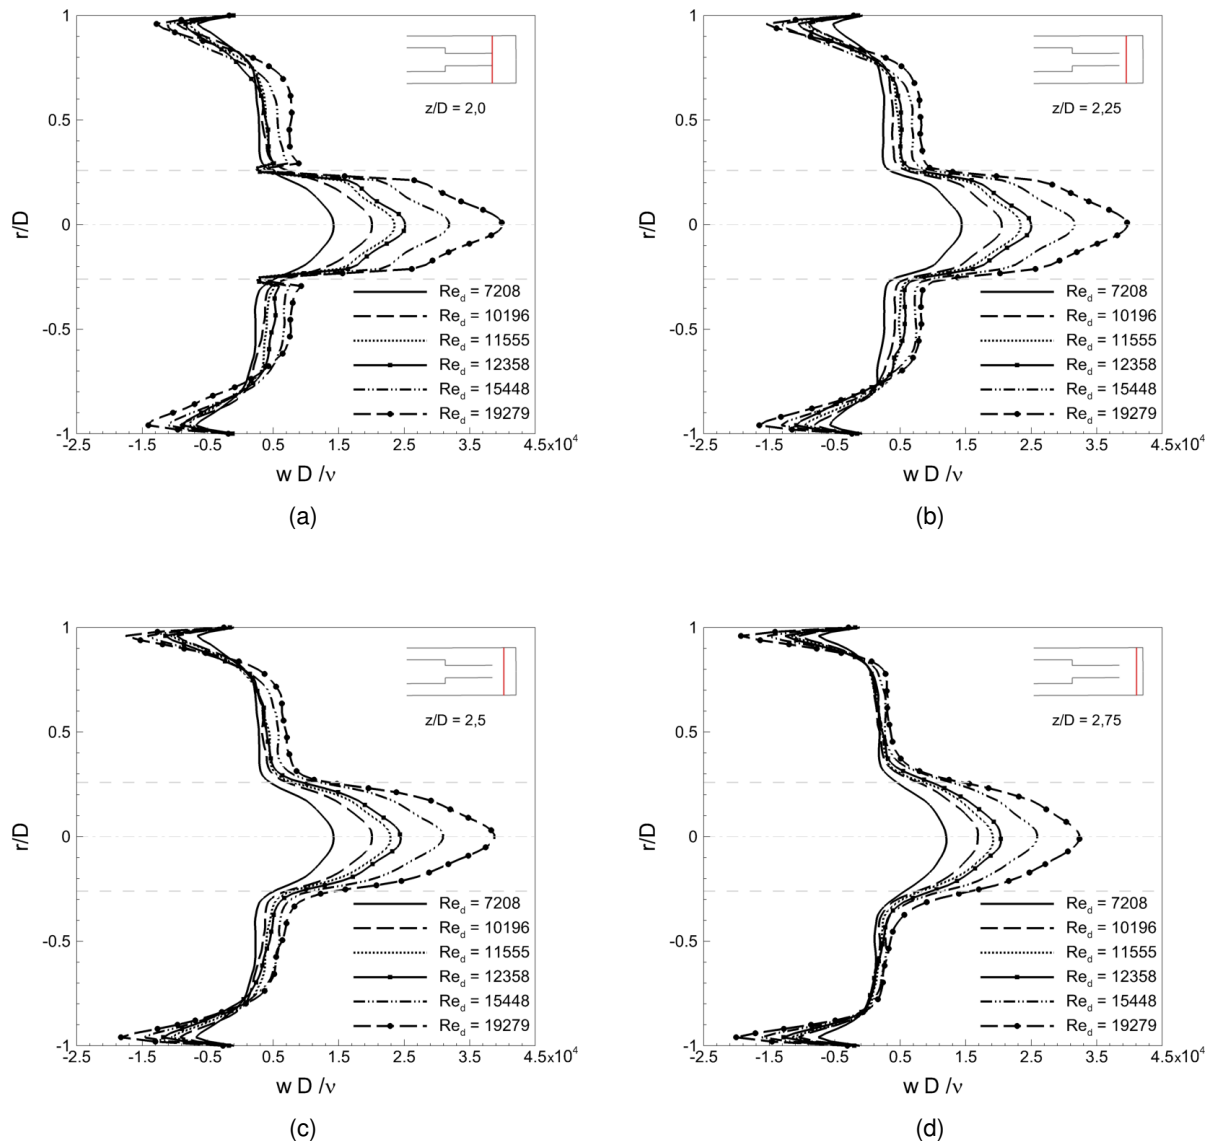 1
0.5
0
-0.5
-1
r/D
z/D = 2,0
Re_d = 7208
Re_d = 10196
Re_d = 11555
Re_d = 12358
Re_d = 15448
Re_d = 19279
-2.5 -1.5 -0.5 0.5 1.5 2.5 3.5 4.5x10^4
w D /ν
(a)
1
0.5
0
-0.5
-1
r/D
z/D = 2,25
Re_d = 7208
Re_d = 10196
Re_d = 11555
Re_d = 12358
Re_d = 15448
Re_d = 19279
-2.5 -1.5 -0.5 0.5 1.5 2.5 3.5 4.5x10^4
w D /ν
(b)
1
0.5
0
-0.5
-1
r/D
z/D = 2,5
Re_d = 7208
Re_d = 10196
Re_d = 11555
Re_d = 12358
Re_d = 15448
Re_d = 19279
-2.5 -1.5 -0.5 0.5 1.5 2.5 3.5 4.5x10^4
w D /ν
(c)
1
0.5
0
-0.5
-1
r/D
z/D = 2,75
Re_d = 7208
Re_d = 10196
Re_d = 11555
Re_d = 12358
Re_d = 15448
Re_d = 19279
-2.5 -1.5 -0.5 0.5 1.5 2.5 3.5 4.5x10^4
w D /ν
(d)